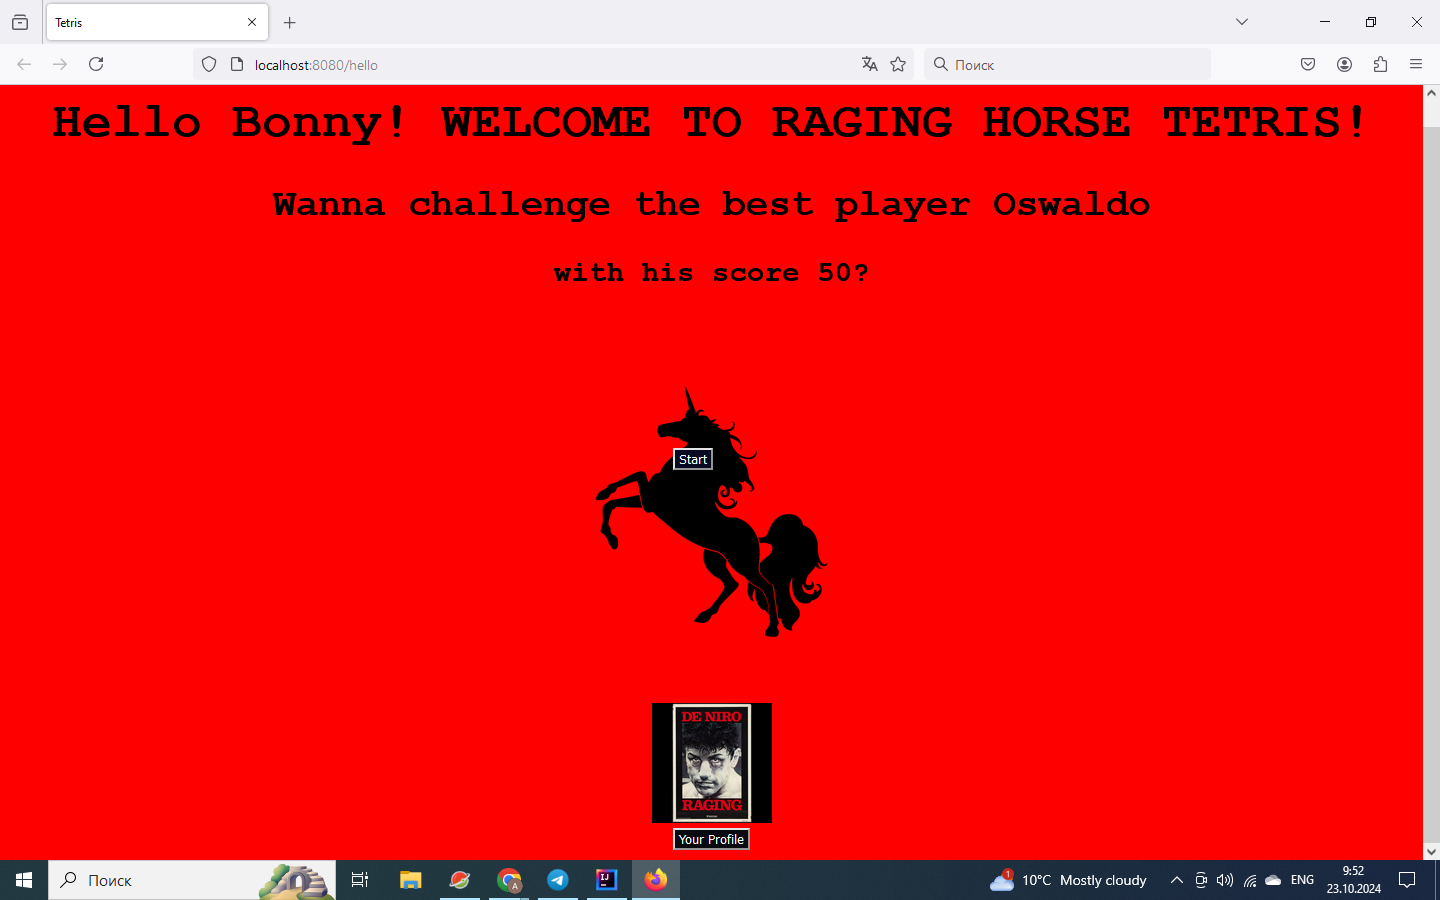 Tetris
localhost:8080/hello
Поиск
Hello Bonny! WELCOME TO RAGING HORSE TETRIS!
Wanna challenge the best player Oswaldo
with his score 50?
Start
DE NIRO
RAGING
Your Profile
Поиск
A
IJ
1
10°C Mostly cloudy
ENG
9:52
23.10.2024